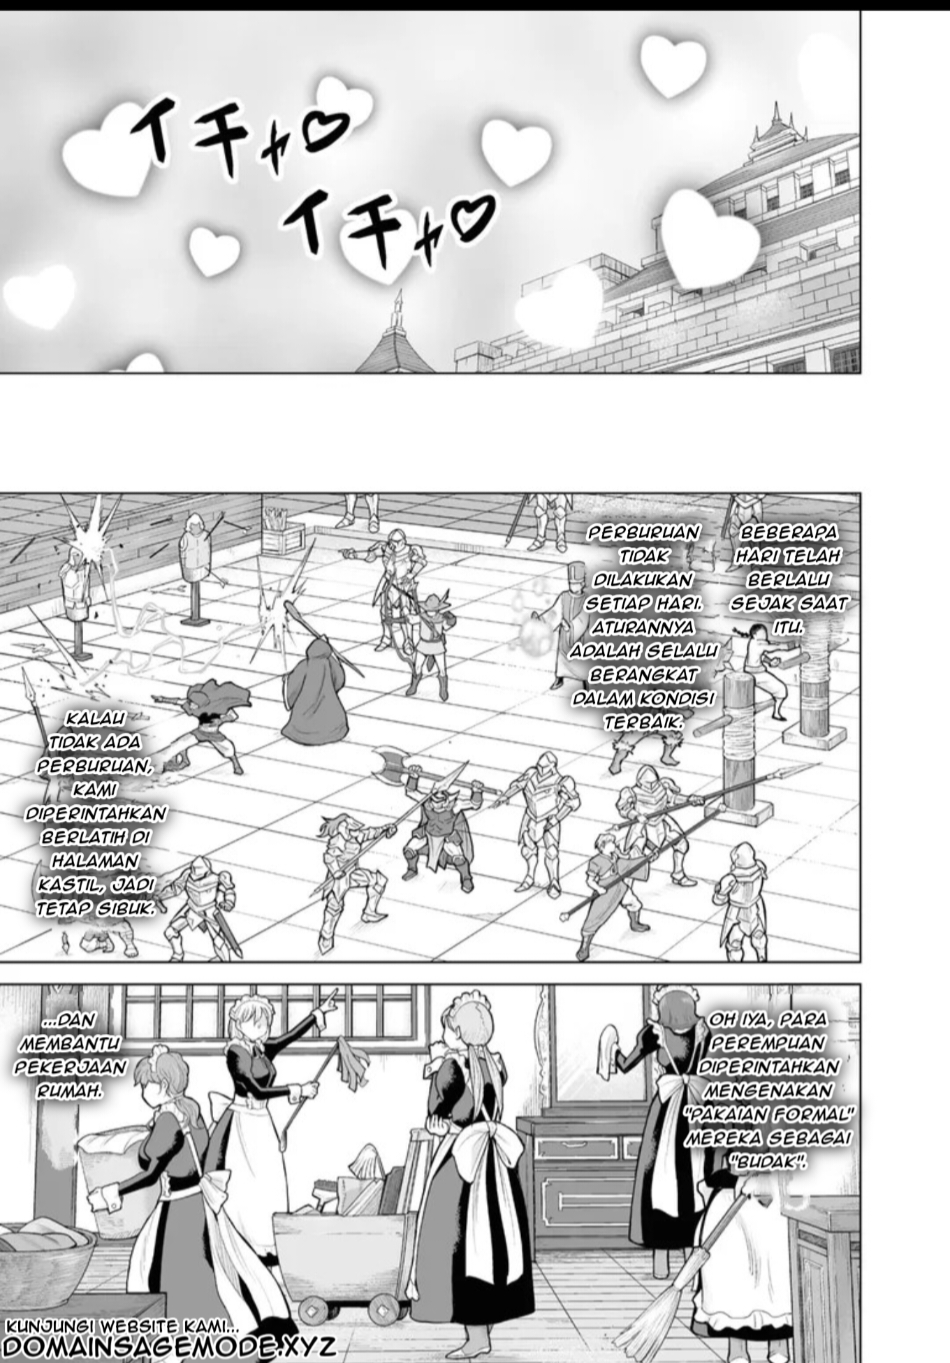 イチャ♡
イチャ♡
BEBERAPA
HARI TELAH
BERLALU
SEJAK SAAT
ITU.
PERBURUAN
TIDAK
DILAKUKAN
SETIAP HARI.
ATURANNYA
ADALAH SELALU
BERANGKAT
DALAM KONDISI
TERBAIK.
KALAU
TIDAK ADA
PERBURUAN,
KAMI
DIPERINTAHKAN
BERLATIH DI
HALAMAN
KASTIL, JADI
TETAP SIBUK.
OH IYA, PARA
PEREMPUAN
DIPERINTAHKAN
MENGENAKAN
"PAKAIAN FORMAL"
MEREKA SEBAGAI
"BUDAK".
...DAN
MEMBANTU
PEKERJAAN
RUMAH.
KUNJUNGI WEBSITE KAMI...
DOMAINSAGEMODE.XYZ